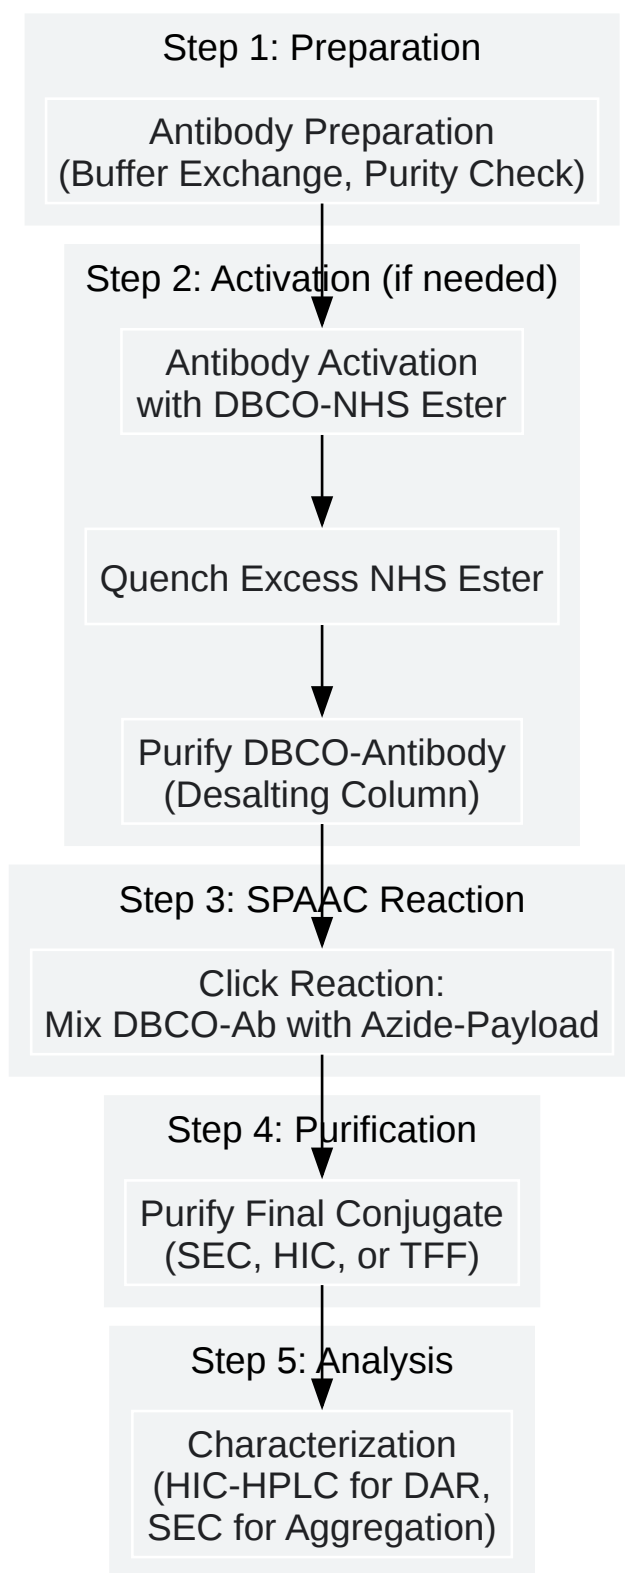 Step 1: Preparation
Antibody Preparation
(Buffer Exchange, Purity Check)
Step 2: Activation (if needed)
Antibody Activation
with DBCO-NHS Ester
Quench Excess NHS Ester
Purify DBCO-Antibody
(Desalting Column)
Step 3: SPAAC Reaction
Click Reaction:
Mix DBCO-Ab with Azide-Payload
Step 4: Purification
Purify Final Conjugate
(SEC, HIC, or TFF)
Step 5: Analysis
Characterization
(HIC-HPLC for DAR,
SEC for Aggregation)